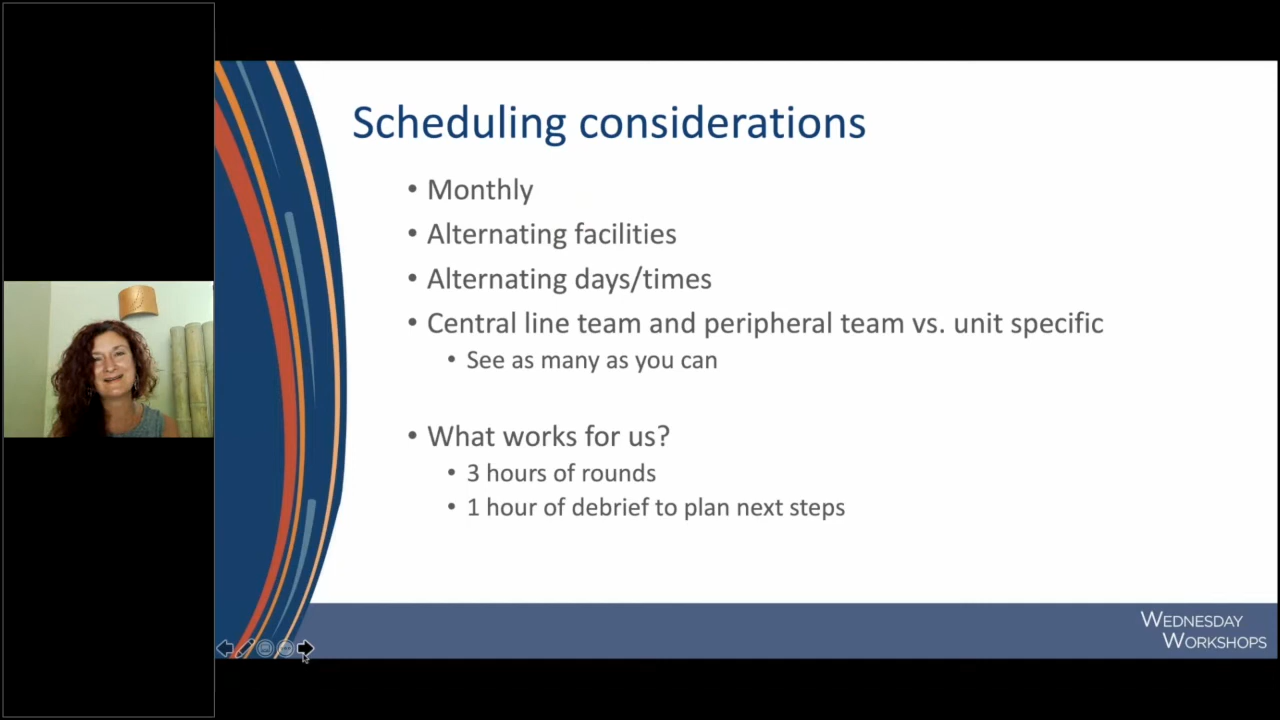 Scheduling considerations
• Monthly
• Alternating facilities
• Alternating days/times
• Central line team and peripheral team vs. unit specific
• See as many as you can
• What works for us?
• 3 hours of rounds
• 1 hour of debrief to plan next steps
WEDNESDAY
WORKSHOPS